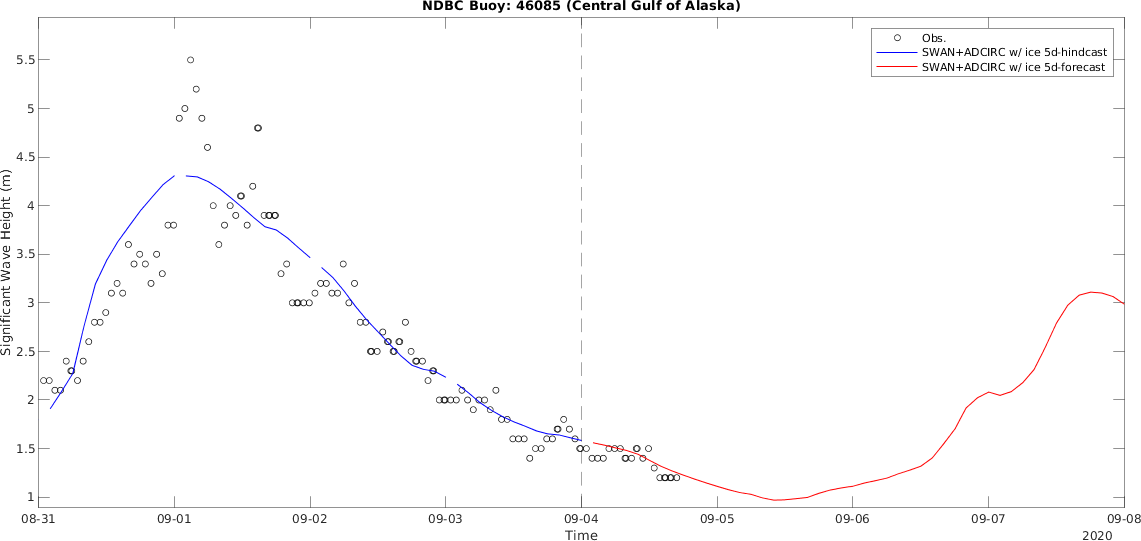 NDBC Buoy: 46085 (Central Gulf of Alaska)
Obs.
SWAN+ADCIRC w/ ice 5d-hindcast
SWAN+ADCIRC w/ ice 5d-forecast
Significant Wave Height (m)
5.5
5
4.5
4
3.5
3
2.5
2
1.5
1
08-31 09-01 09-02 09-03 09-04 09-05 09-06 09-07 09-08
Time
2020